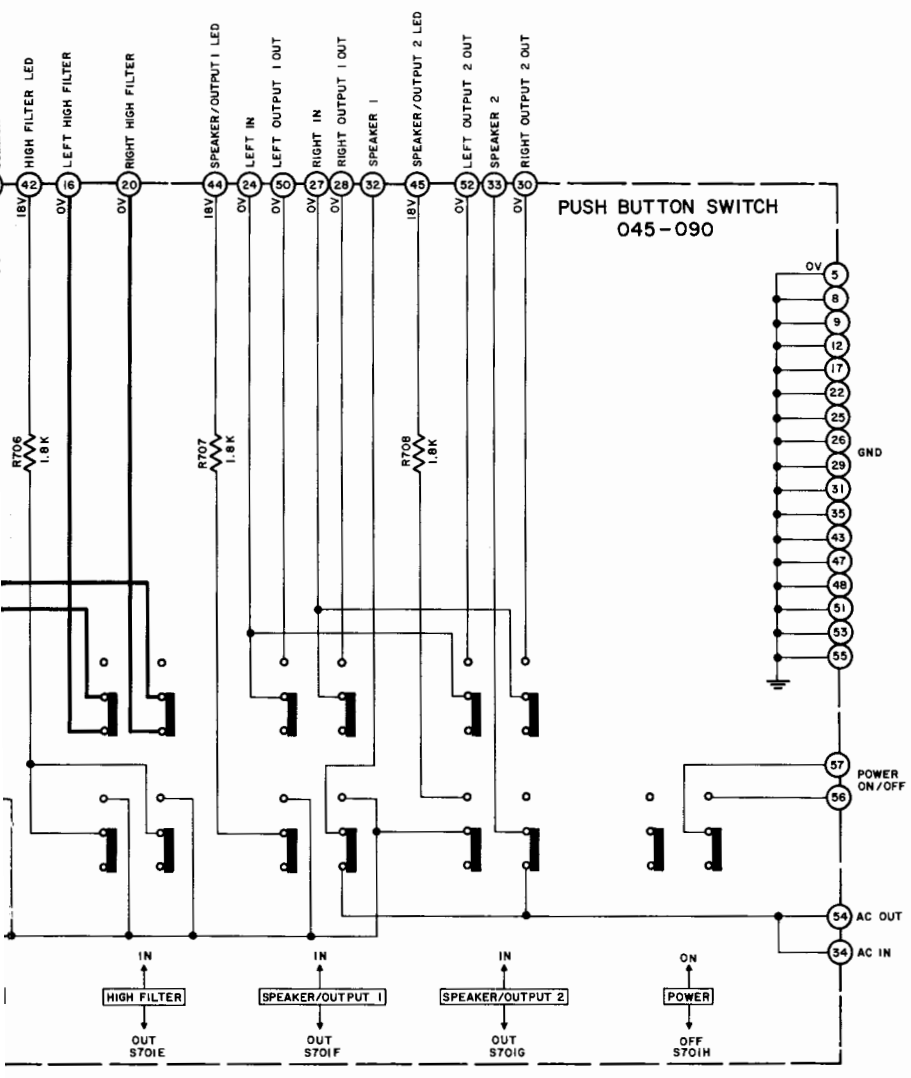 HIGH FILTER LED
LEFT HIGH FILTER
RIGHT HIGH FILTER
SPEAKER/OUTPUT 1 LED
LEFT IN
LEFT OUTPUT 1 OUT
RIGHT IN
RIGHT OUTPUT 1 OUT
SPEAKER 1
SPEAKER/OUTPUT 2 LED
LEFT OUTPUT 2 OUT
SPEAKER 2
RIGHT OUTPUT 2 OUT
42 16 20 44 24 50 27 28 32 45 52 33 30
18V 0V 0V 18V 0V 0V 0V 0V 18V 0V 0V
PUSH BUTTON SWITCH
045-090
0V 5
8
9
12
17
22
25
26
GND
29
31
35
43
47
48
51
53
55
R706
1.8K
R707
1.8K
R708
1.8K
57
POWER
ON/OFF
56
54 AC OUT
34 AC IN
IN IN IN ON
HIGH FILTER SPEAKER/OUTPUT 1 SPEAKER/OUTPUT 2 POWER
OUT OUT OUT OFF
S701E S701F S701G S701H